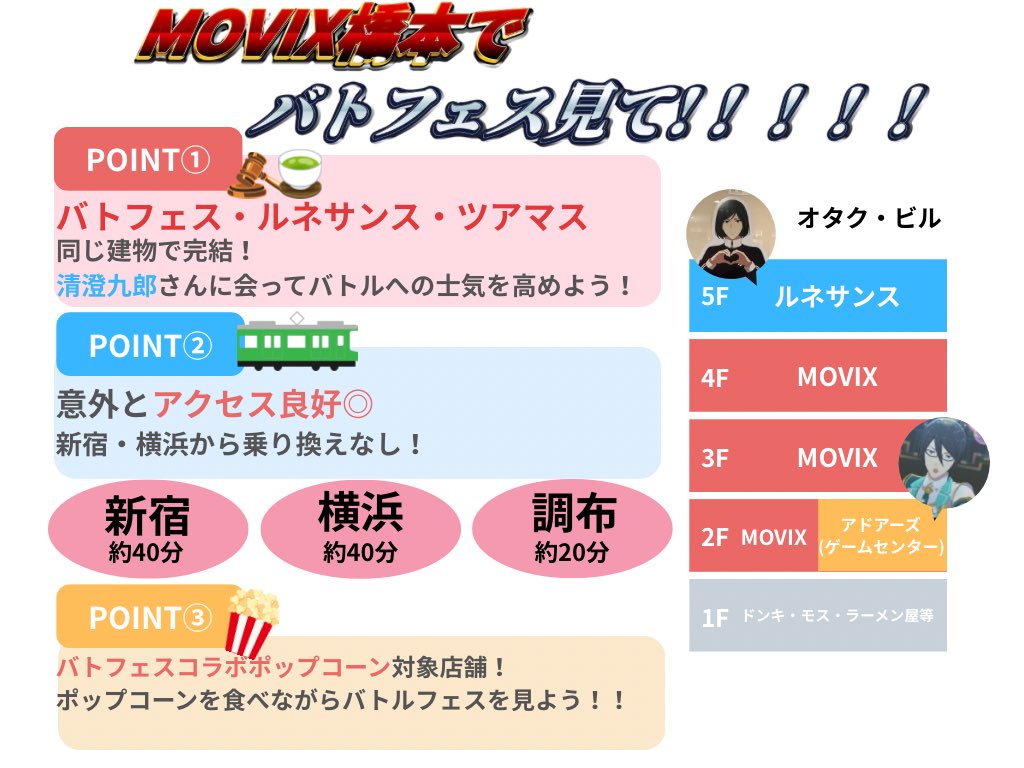 MOVIX橋本で
バトフェス見て！！！！！
POINT①
バトフェス・ルネサンス・ツアマス
同じ建物で完結！
清澄九郎さんに会ってバトルへの士気を高めよう！
POINT②
意外とアクセス良好◎
新宿・横浜から乗り換えなし！
新宿
約40分
横浜
約40分
調布
約20分
POINT③
バトフェスコラボポップコーン対象店舗！
ポップコーンを食べながらバトルフェスを見よう！！
オタク・ビル
5F ルネサンス
4F MOVIX
3F MOVIX
2F MOVIX
アドアーズ
(ゲームセンター)
1F ドンキ・モス・ラーメン屋等